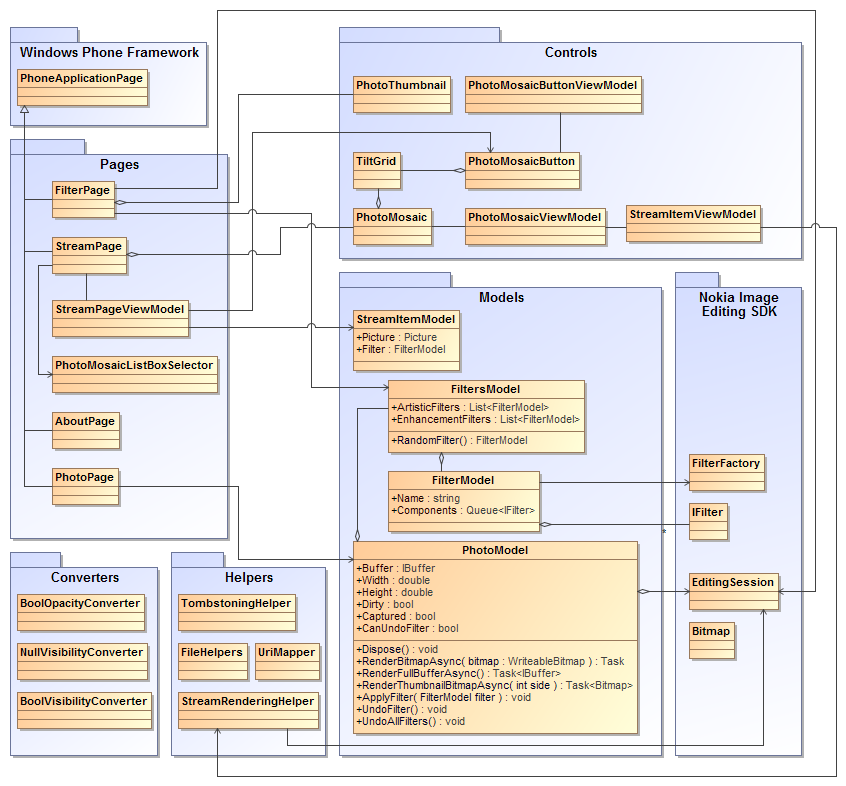 Windows Phone Framework
PhoneApplicationPage
Pages
FilterPage
StreamPage
StreamPageViewModel
PhotoMosaicListBoxSelector
AboutPage
PhotoPage
Controls
PhotoThumbnail
PhotoMosaicButtonViewModel
TiltGrid
PhotoMosaicButton
PhotoMosaic
PhotoMosaicViewModel
StreamItemViewModel
Models
StreamItemModel
+Picture : Picture
+Filter : FilterModel
FiltersModel
+ArtisticFilters : List<FilterModel>
+EnhancementFilters : List<FilterModel>
+RandomFilter() : FilterModel
FilterModel
+Name : string
+Components : Queue<IFilter>
*
PhotoModel
+Buffer : IBuffer
+Width : double
+Height : double
+Dirty : bool
+Captured : bool
+CanUndoFilter : bool
+Dispose() : void
+RenderBitmapAsync( bitmap : WriteableBitmap ) : Task
+RenderFullBufferAsync() : Task<IBuffer>
+RenderThumbnailBitmapAsync( int side ) : Task<Bitmap>
+ApplyFilter( FilterModel filter ) : void
+UndoFilter() : void
+UndoAllFilters() : void
Nokia Image
Editing SDK
FilterFactory
IFilter
EditingSession
Bitmap
Converters
BoolOpacityConverter
NullVisibilityConverter
BoolVisibilityConverter
Helpers
TombstoningHelper
FileHelpers
UriMapper
StreamRenderingHelper